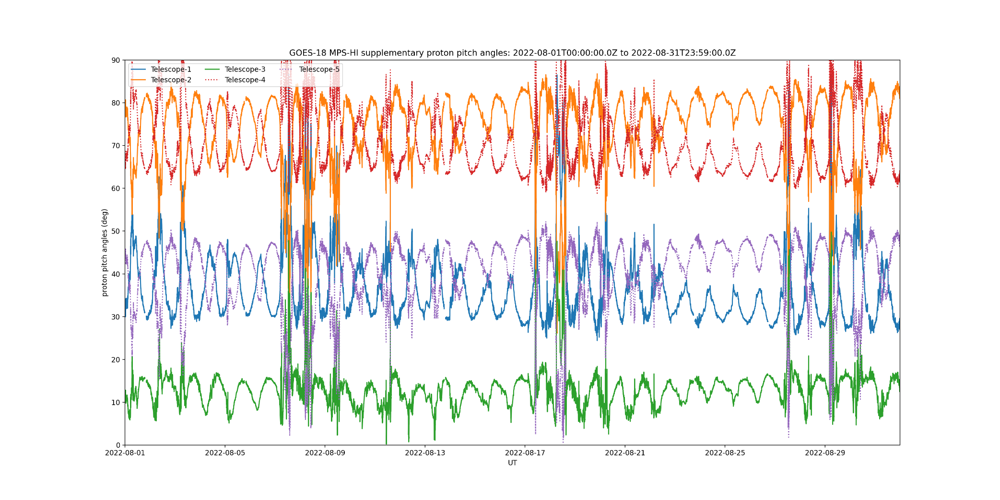 GOES-18 MPS-HI supplementary proton pitch angles: 2022-08-01T00:00:00.0Z to 2022-08-31T23:59:00.0Z
Telescope-1
Telescope-2
Telescope-3
Telescope-4
Telescope-5
proton pitch angles (deg)
90
80
70
60
50
40
30
20
10
0
2022-08-01
2022-08-05
2022-08-09
2022-08-13
2022-08-17
2022-08-21
2022-08-25
2022-08-29
UT